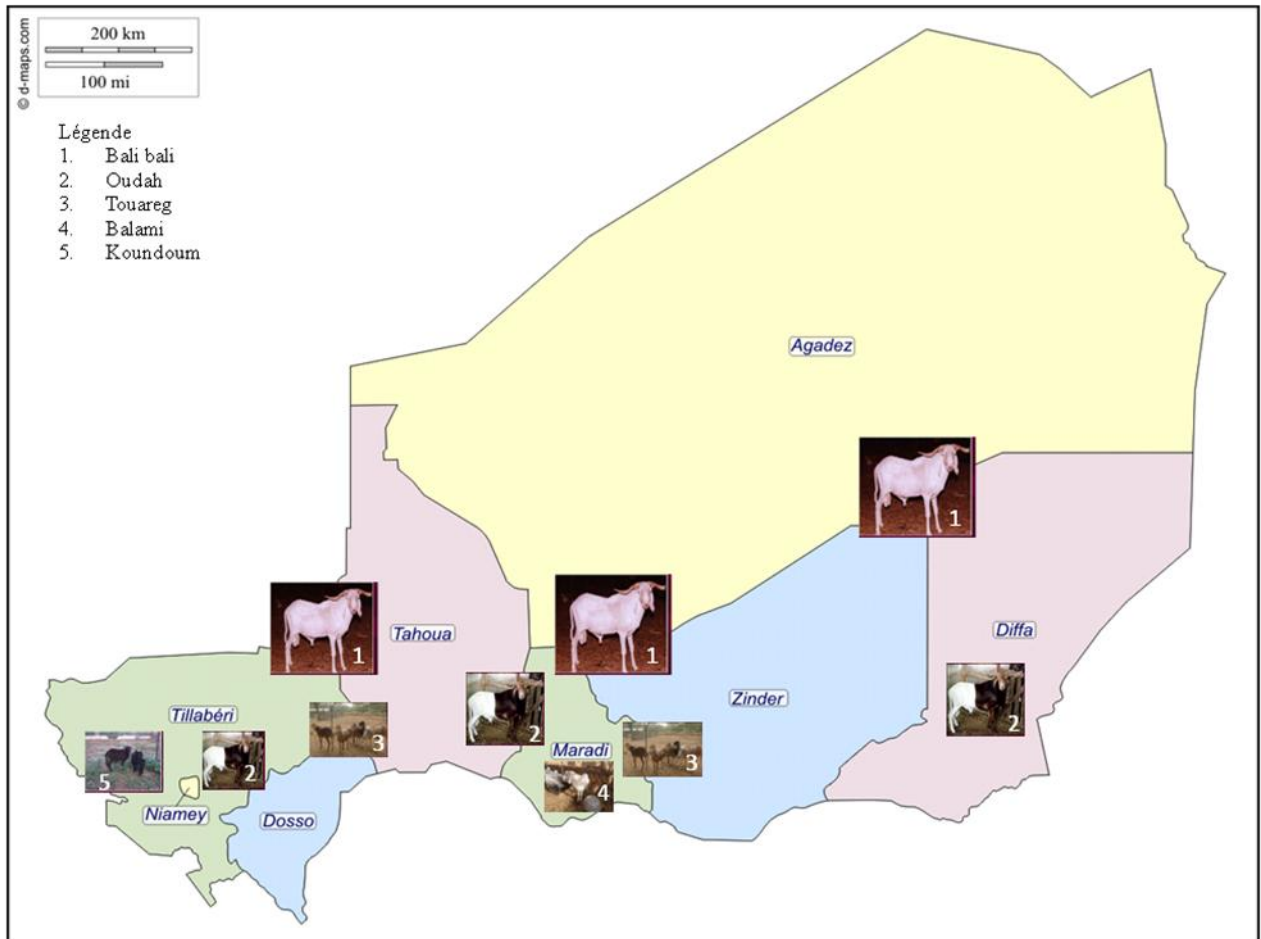 © d-maps.com
200 km
100 mi
Légende
1. Bali bali
2. Oudah
3. Touareg
4. Balami
5. Koundoum
Agadez
1
Tahoua
1
1
Diffa
Zinder
Tillabéri
2
2
3
Maradi
3
5
2
4
Niamey
Dosso